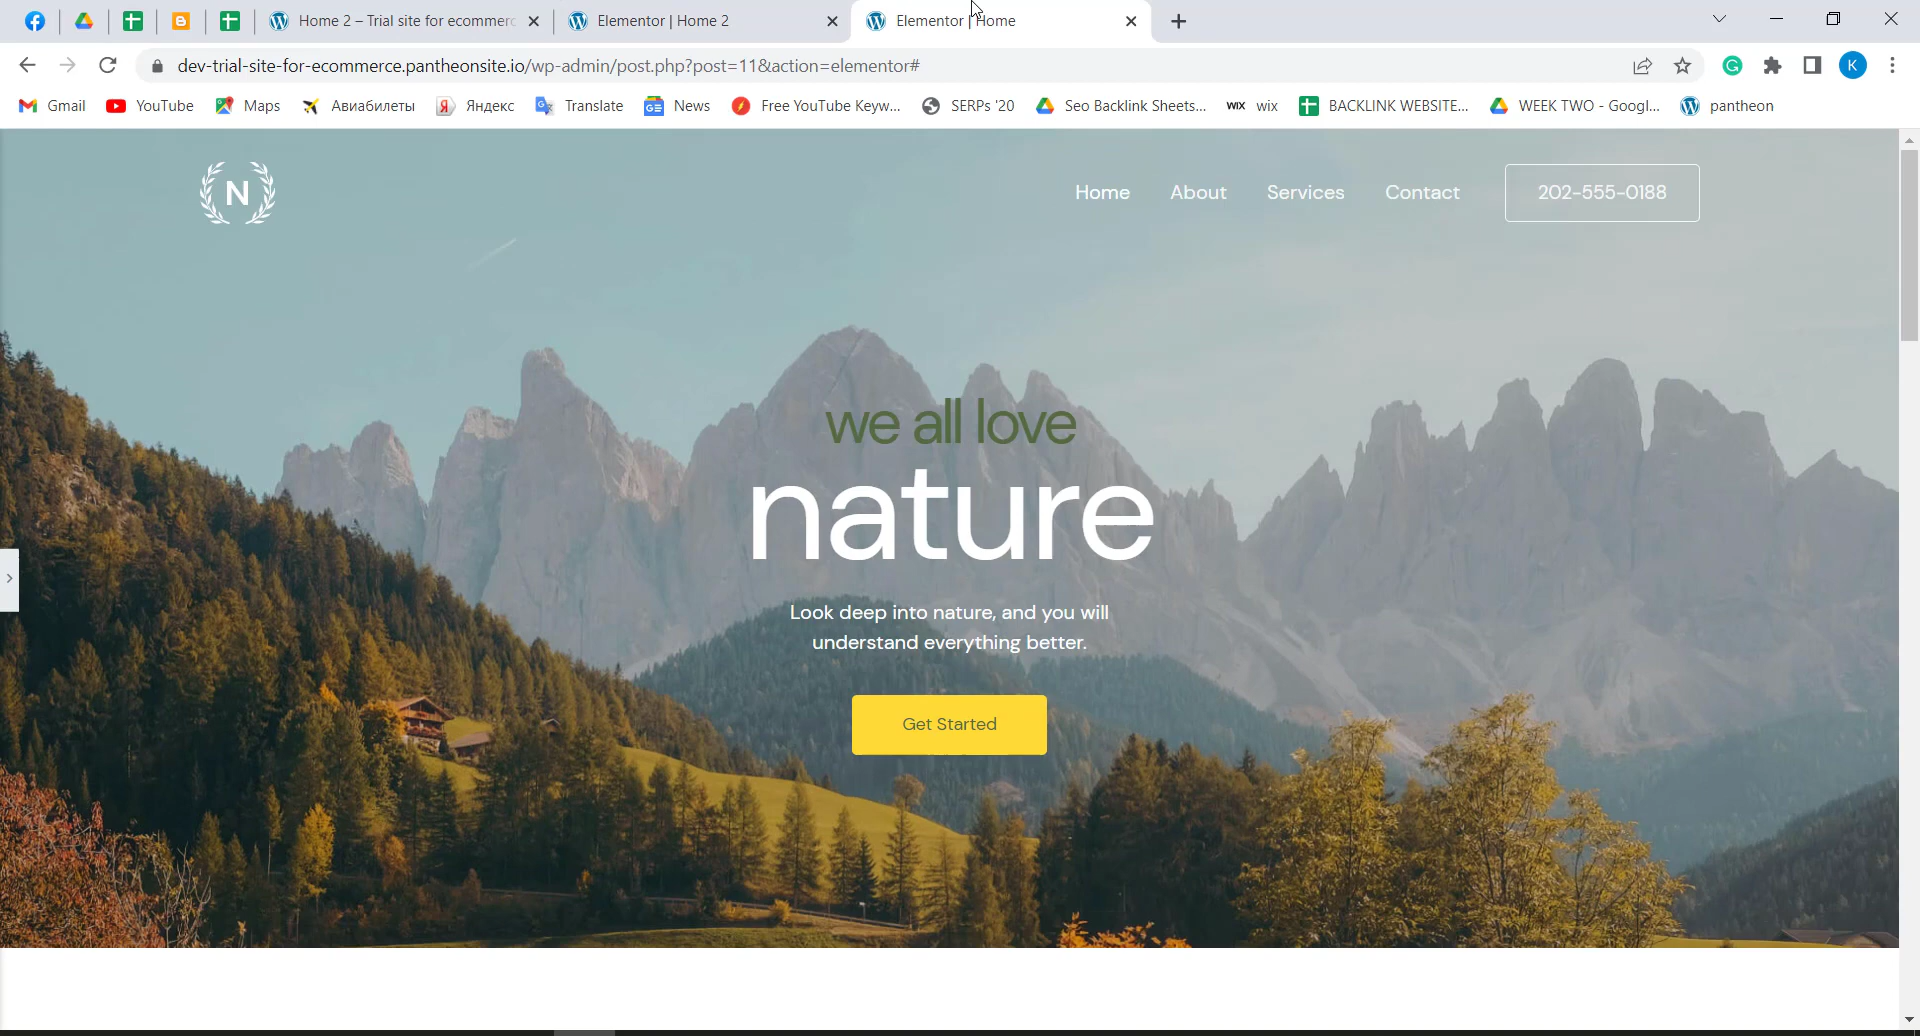 Home 2 – Trial site for ecommerc
Elementor | Home 2
Elementor | Home
dev-trial-site-for-ecommerce.pantheonsite.io/wp-admin/post.php?post=11&action=elementor#
K
Gmail
YouTube
Maps
Авиабилеты
Я Яндекс
Translate
News
Free YouTube Keyw...
SERPs '20
Seo Backlink Sheets...
WIX wix
BACKLINK WEBSITE...
WEEK TWO - Googl...
pantheon
N
Home
About
Services
Contact
202-555-0188
we all love
nature
Look deep into nature, and you will
understand everything better.
Get Started